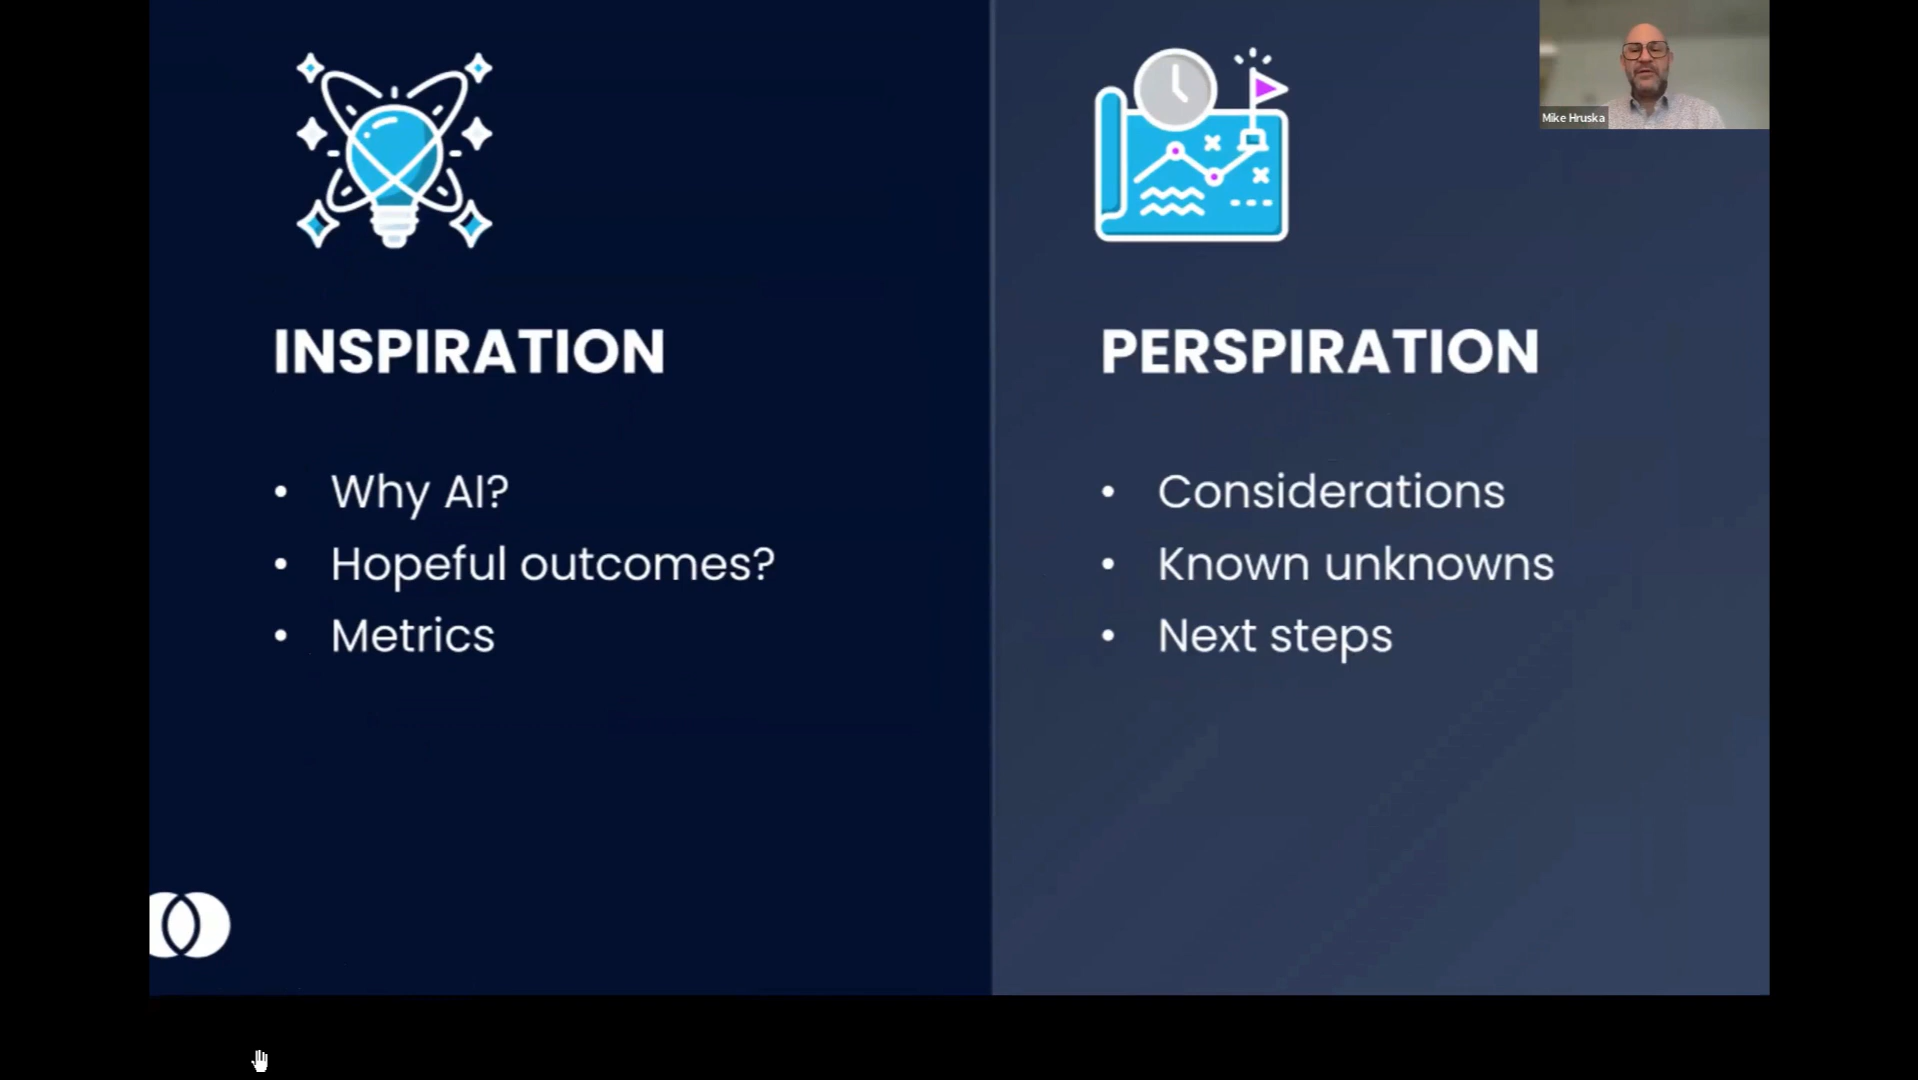 Mike Hruska
INSPIRATION
• Why AI?
• Hopeful outcomes?
• Metrics
PERSPIRATION
• Considerations
• Known unknowns
• Next steps